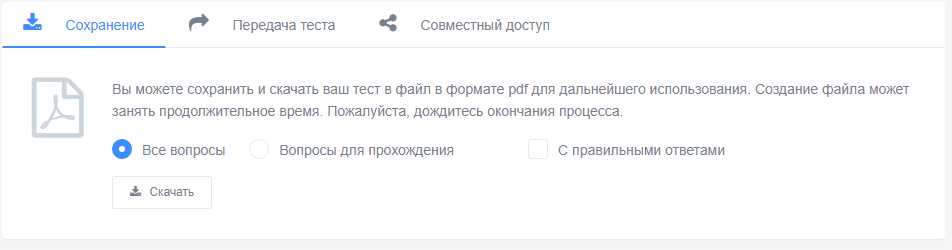 Сохранение Передача теста Совместный доступ
Вы можете сохранить и скачать ваш тест в файл в формате pdf для дальнейшего использования. Создание файла может
занять продолжительное время. Пожалуйста, дождитесь окончания процесса.
Все вопросы Вопросы для прохождения С правильными ответами
Скачать